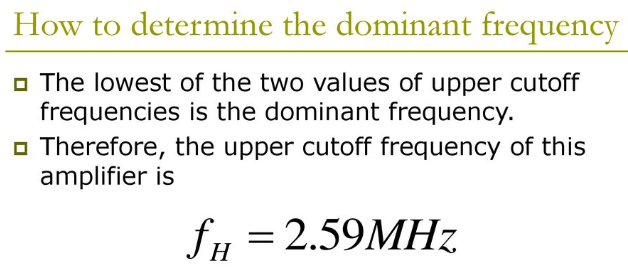 How to determine the dominant frequency
The lowest of the two values of upper cutoff
frequencies is the dominant frequency.
Therefore, the upper cutoff frequency of this
amplifier is
f_H = 2.59MHz